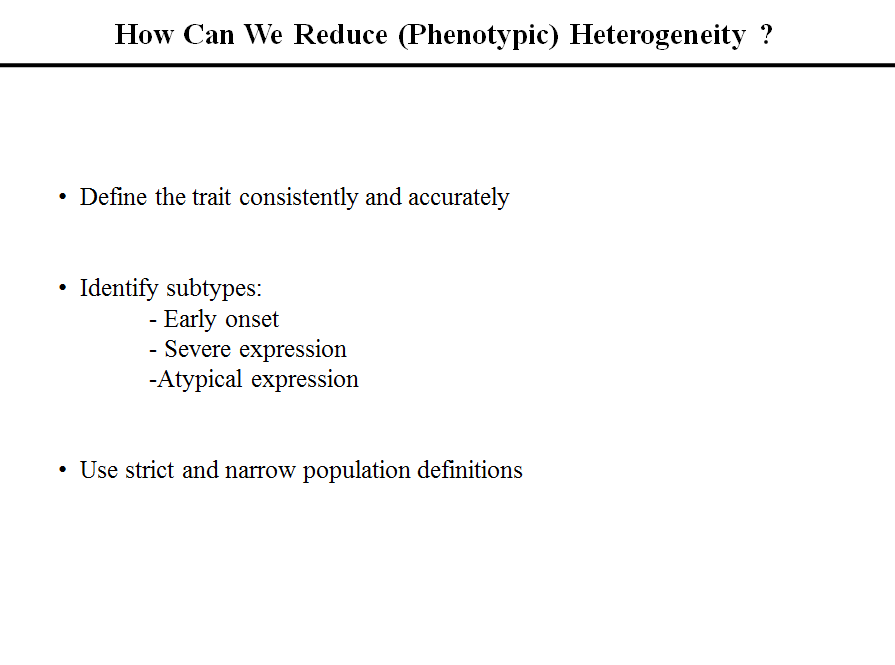 How Can We Reduce (Phenotypic) Heterogeneity ?
• Define the trait consistently and accurately
• Identify subtypes:
- Early onset
- Severe expression
-Atypical expression
• Use strict and narrow population definitions